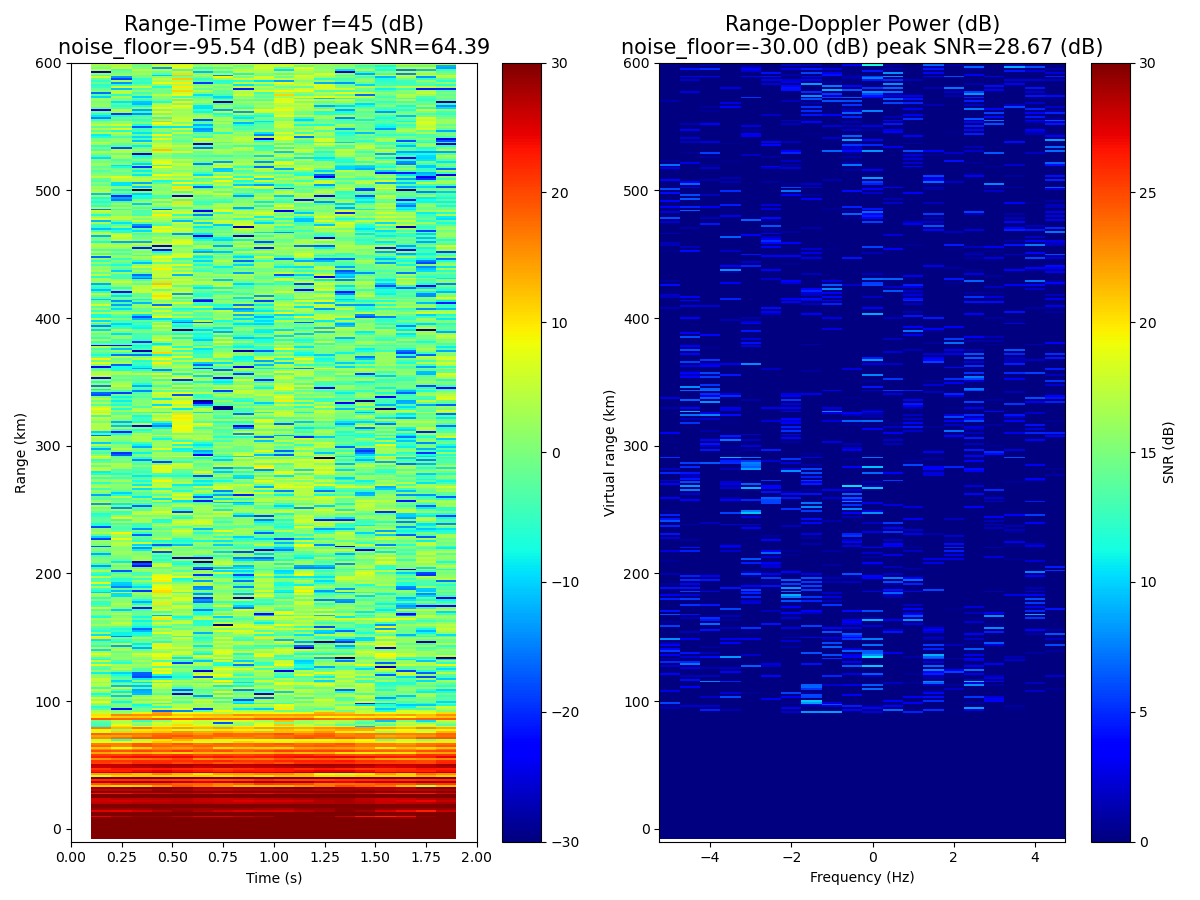 Range-Time Power f=45 (dB)
noise_floor=-95.54 (dB) peak SNR=64.39
600
500
400
300
200
100
0
Range (km)
0.00 0.25 0.50 0.75 1.00 1.25 1.50 1.75 2.00
Time (s)
30
20
10
0
−10
−20
−30
Range-Doppler Power (dB)
noise_floor=-30.00 (dB) peak SNR=28.67 (dB)
600
500
400
300
200
100
0
Virtual range (km)
−4 −2 0 2 4
Frequency (Hz)
30
25
20
15
10
5
0
SNR (dB)